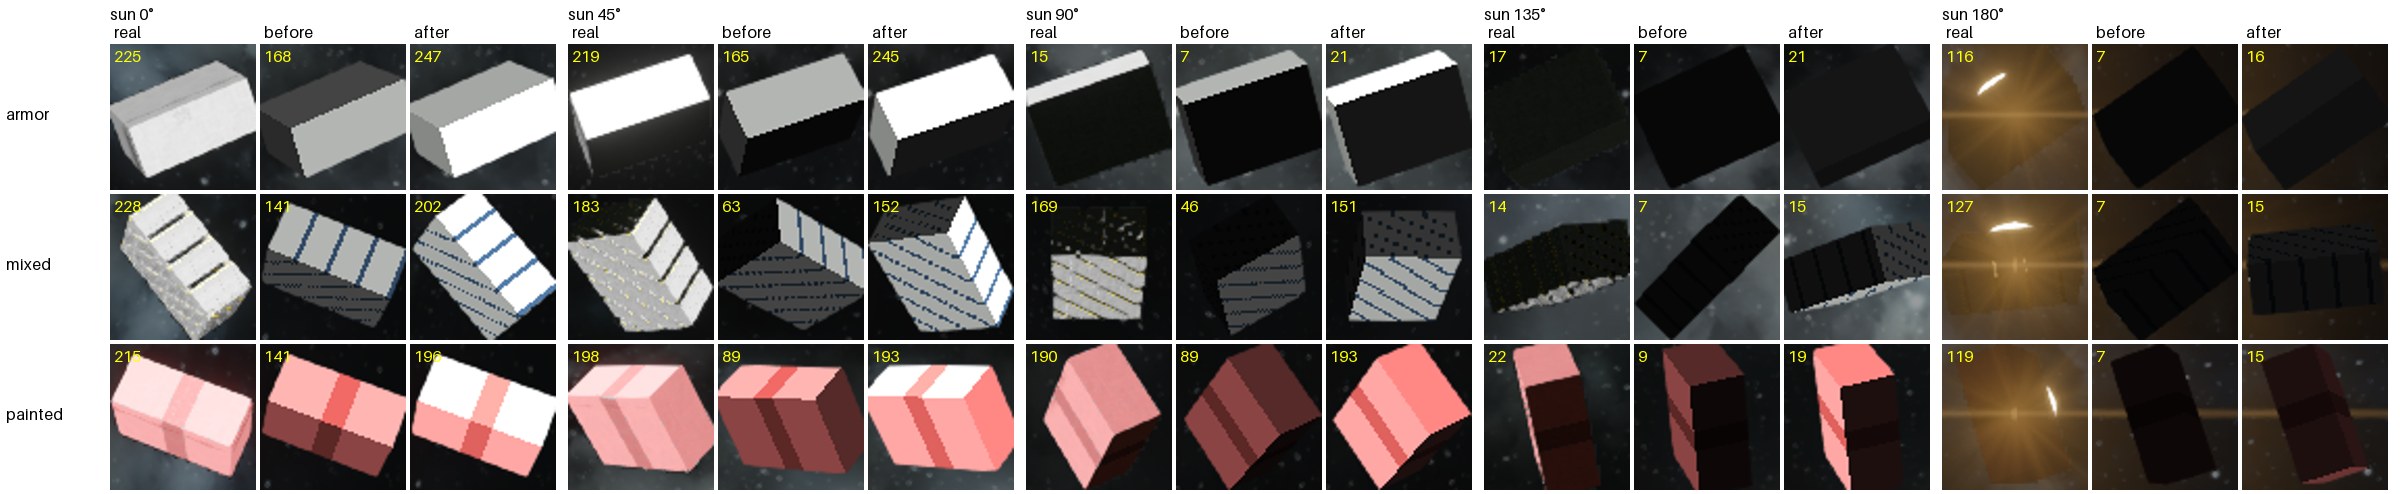 sun 0° sun 45° sun 90° sun 135° sun 180°
real before after real before after real before after real before after real before after
armor 225 168 247 219 165 245 15 7 21 17 7 21 116 7 16
mixed 228 141 202 183 63 152 169 46 151 14 7 15 127 7 15
painted 215 141 196 198 89 193 190 89 193 22 9 19 119 7 15